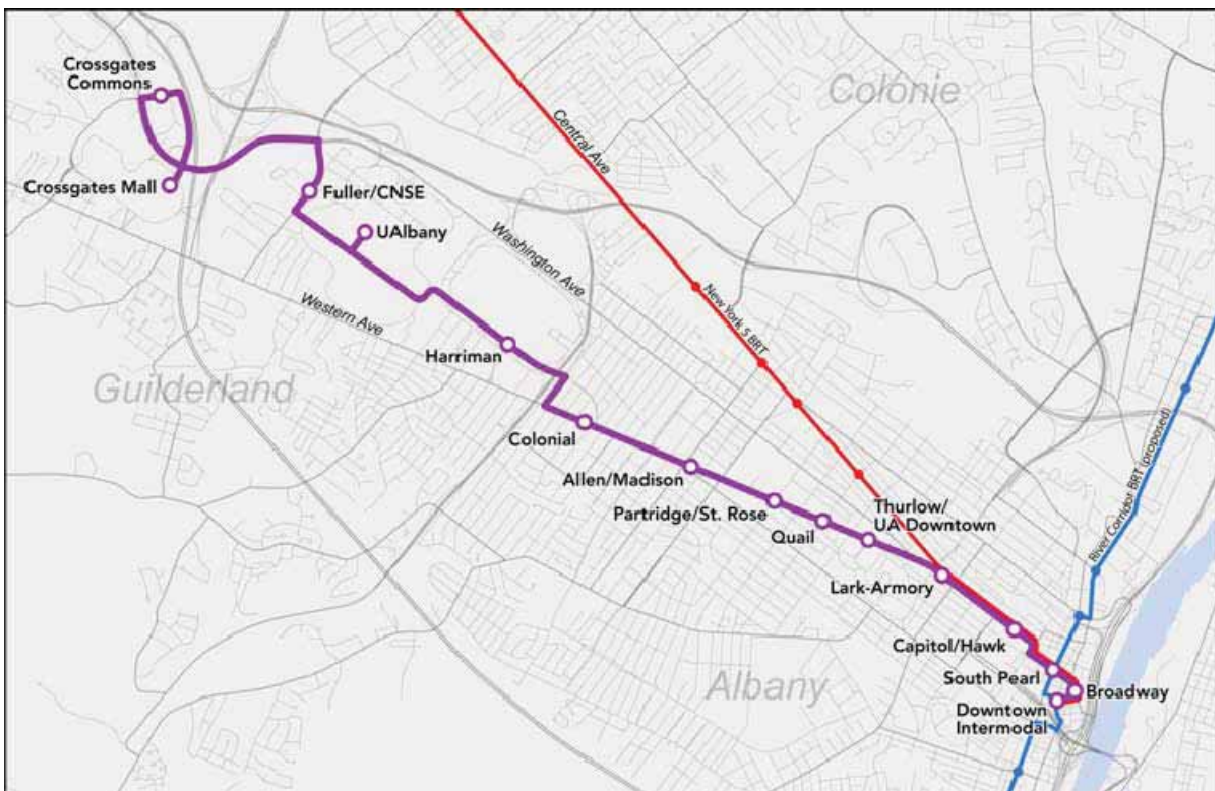 Crossgates
Commons
Colonie
Central Ave
Crossgates Mall
Fuller/CNSE
UAlbany
Washington Ave
Western Ave
New York 5 BRT
Harriman
Guilderland
Colonial
Allen/Madison
Partridge/St. Rose
Quail
Thurlow/
UA Downtown
River Corridor BRT (proposed)
Lark-Armory
Capitol/Hawk
South Pearl
Albany
Broadway
Downtown
Intermodal